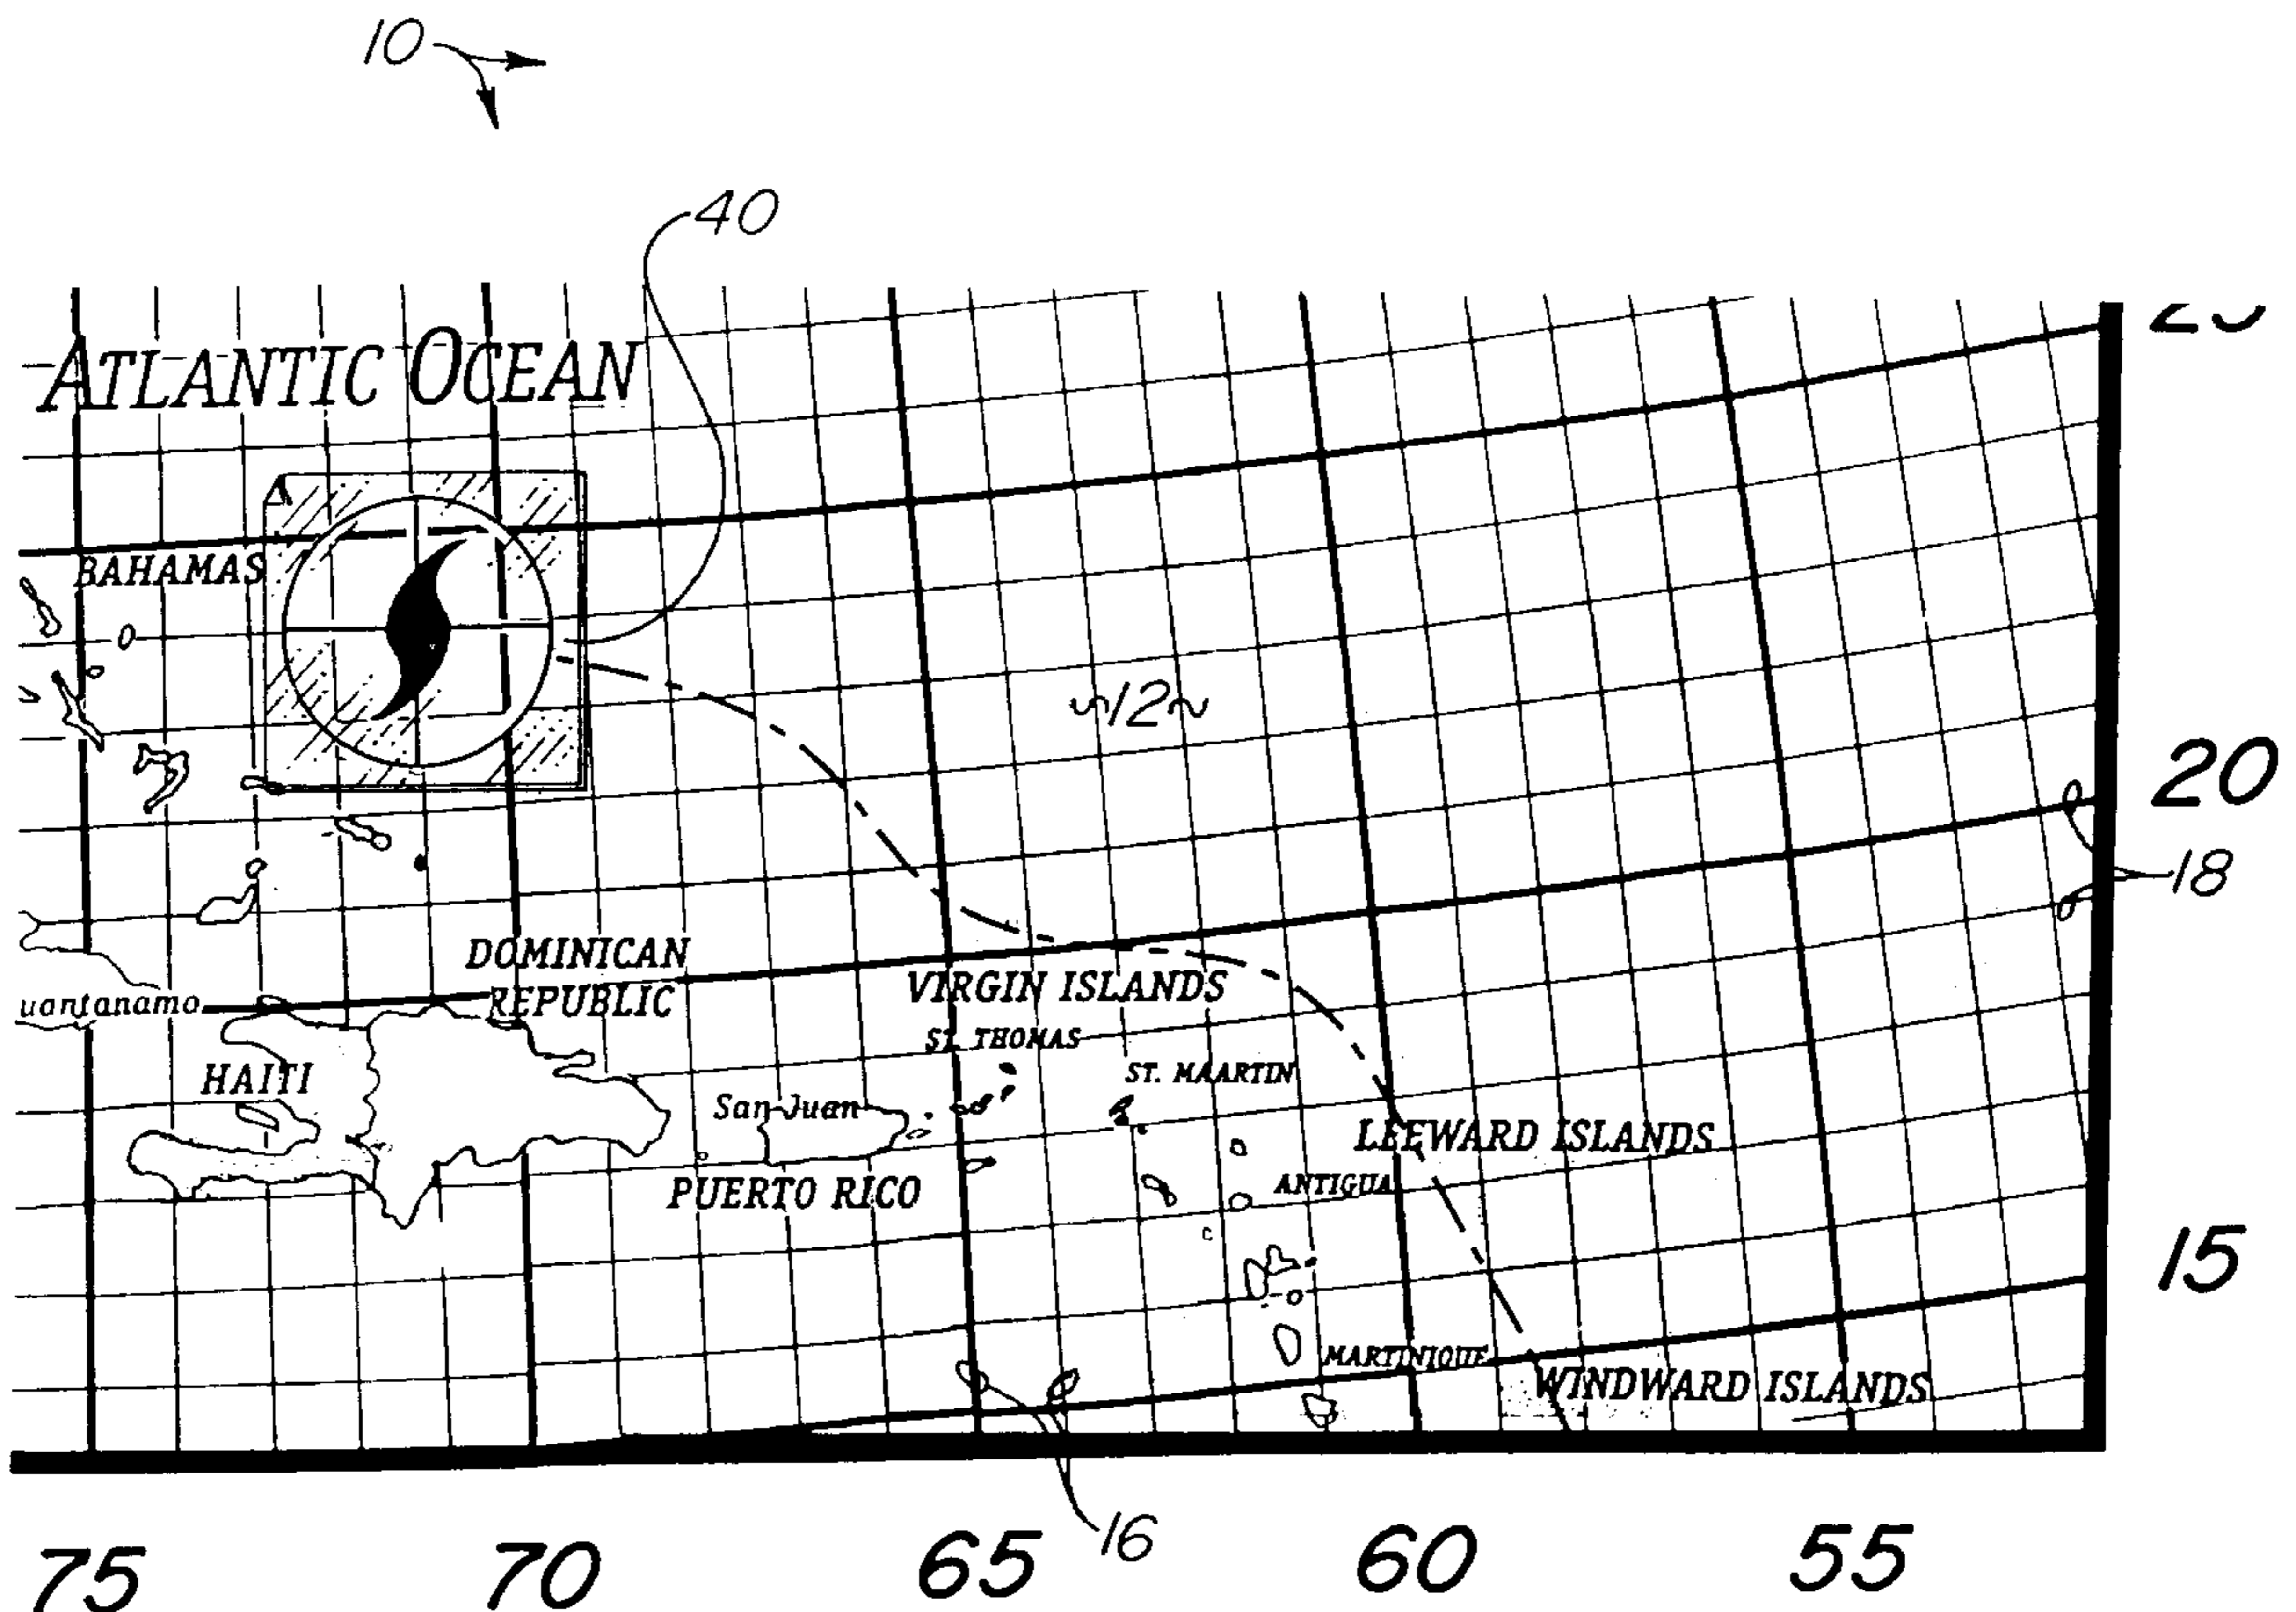 10
40
ATLANTIC OCEAN
BAHAMAS
~12~
20
18
DOMINICAN
REPUBLIC
VIRGIN ISLANDS
uantanamo
ST. THOMAS
HAITI
ST. MAARTIN
San Juan
LEEWARD ISLANDS
PUERTO RICO
ANTIGUA
15
MARTINIQUE
WINDWARD ISLANDS
16
75 70 65 60 55